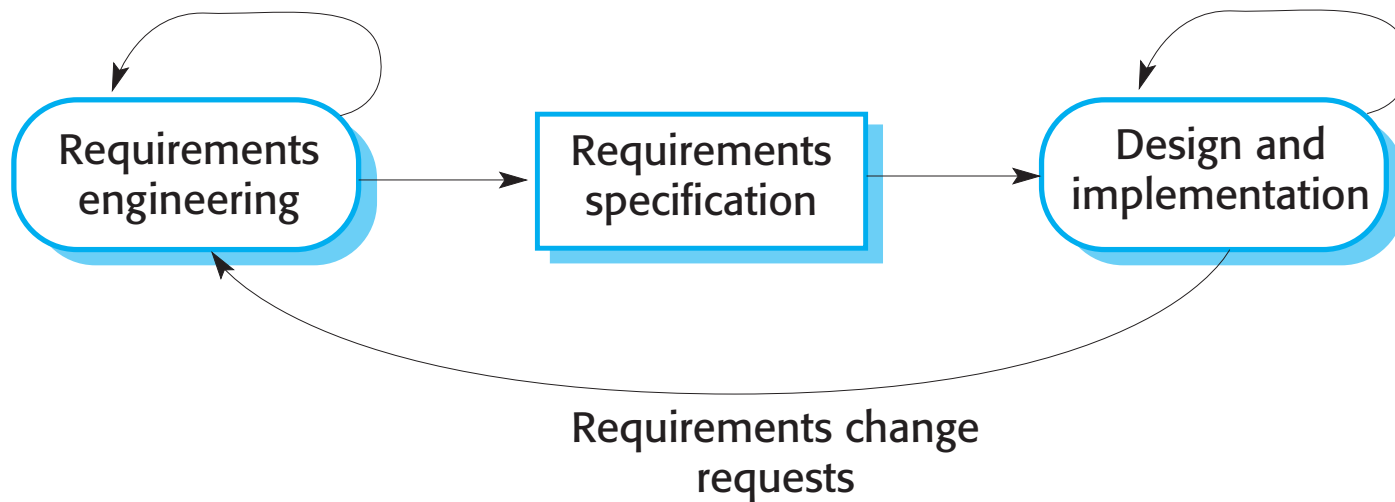 Requirements
engineering
Requirements
specification
Design and
implementation
Requirements change
requests